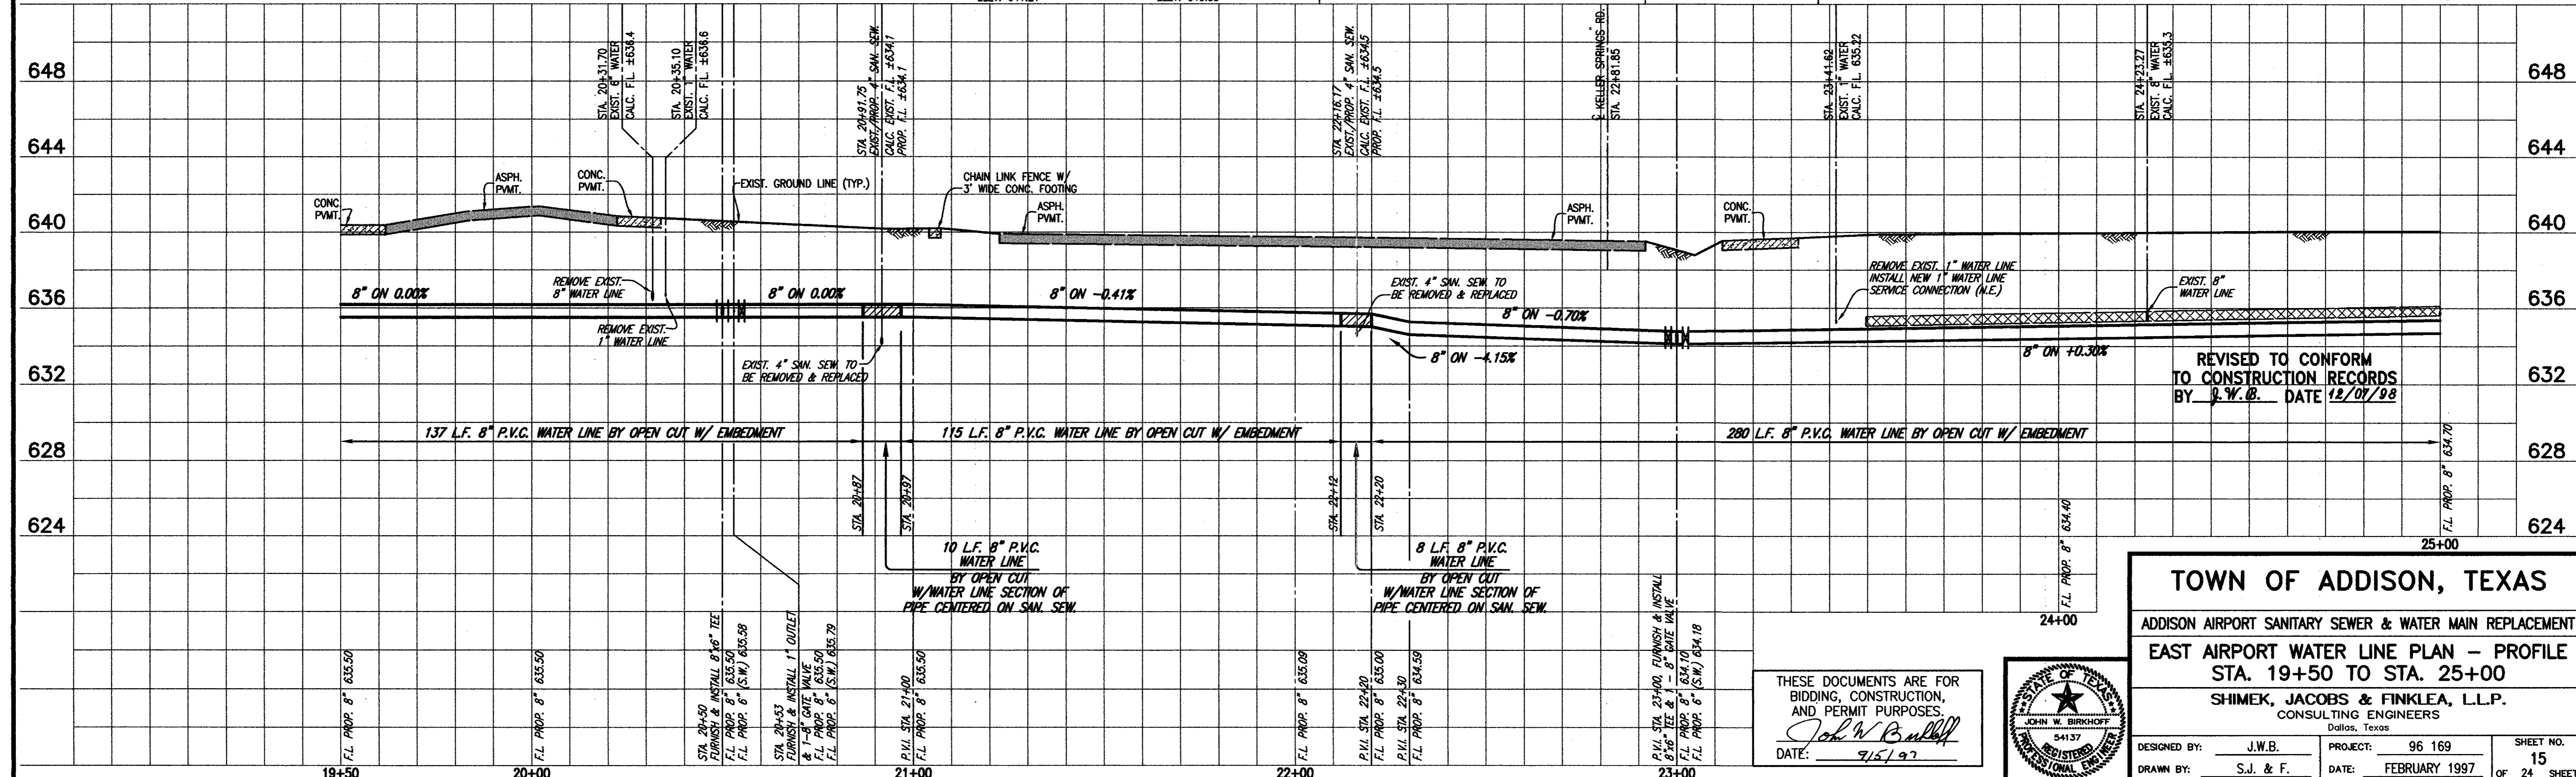 648
644
640
636
632
628
624
648
644
640
636
632
628
624
STA. 20+31.70
EXIST. 6" WATER
CALC. F.L. ±636.4
STA. 20+35.10
EXIST. 1" WATER
CALC. F.L. ±636.6
STA. 20+91.75
EXIST./PROP. 4" SAN. SEW.
CALC. EXIST. F.L. ±634.1
PROP. F.L. ±634.1
STA. 22+16.17
EXIST./PROP. 4" SAN. SEW.
CALC. EXIST. F.L. ±634.5
PROP. F.L. ±634.5
KELLER SPRINGS RD.
STA. 22+81.85
STA. 23+41.62
EXIST. 1" WATER
CALC. F.L. 635.22
STA. 24+23.27
EXIST. 8" WATER
CALC. F.L. ±635.3
CONC.
PVMT.
ASPH.
PVMT.
CONC.
PVMT.
EXIST. GROUND LINE (TYP.)
CHAIN LINK FENCE W/
3' WIDE CONC. FOOTING
ASPH.
PVMT.
ASPH.
PVMT.
CONC.
PVMT.
8" ON 0.00%
REMOVE EXIST.
8" WATER LINE
REMOVE EXIST.
1" WATER LINE
8" ON 0.00%
EXIST. 4" SAN. SEW. TO
BE REMOVED & REPLACED
8" ON -0.41%
EXIST. 4" SAN. SEW. TO
BE REMOVED & REPLACED
8" ON -4.15%
8" ON -0.70%
REMOVE EXIST. 1" WATER LINE
INSTALL NEW 1" WATER LINE
SERVICE CONNECTION (N.E.)
EXIST. 8"
WATER LINE
8" ON +0.30%
REVISED TO CONFORM
TO CONSTRUCTION RECORDS
BY J.W.B. DATE 12/07/98
137 L.F. 8" P.V.C. WATER LINE BY OPEN CUT W/ EMBEDMENT
115 L.F. 8" P.V.C. WATER LINE BY OPEN CUT W/ EMBEDMENT
280 L.F. 8" P.V.C. WATER LINE BY OPEN CUT W/ EMBEDMENT
STA. 20+87
STA. 20+97
STA. 22+12
STA. 22+20
10 L.F. 8" P.V.C.
WATER LINE
BY OPEN CUT
W/WATER LINE SECTION OF
PIPE CENTERED ON SAN. SEW.
8 L.F. 8" P.V.C.
WATER LINE
BY OPEN CUT
W/WATER LINE SECTION OF
PIPE CENTERED ON SAN. SEW.
F.L. PROP. 8" 635.50
F.L. PROP. 8" 635.50
STA. 20+50
FURNISH & INSTALL 8"x6" TEE
F.L. PROP. 8" 635.50
F.L. PROP. 6" (S.W.) 635.58
STA. 20+53
FURNISH & INSTALL 1" OUTLET
& 1-8" GATE VALVE
F.L. PROP. 8" 635.50
F.L. PROP. 6" (S.W.) 635.79
P.V.I. STA. 21+00
F.L. PROP. 8" 635.50
F.L. PROP. 8" 635.09
P.V.I. STA. 22+20
F.L. PROP. 8" 635.00
P.V.I. STA. 22+30
F.L. PROP. 8" 634.59
P.V.I. STA. 23+00, FURNISH & INSTALL
8"x6" TEE & 1 - 8" GATE VALVE
F.L. PROP. 8" 634.10
F.L. PROP. 6" (S.W.) 634.18
F.L. PROP. 8" 634.40
F.L. PROP. 8" 634.70
19+50
20+00
21+00
22+00
23+00
24+00
25+00
THESE DOCUMENTS ARE FOR
BIDDING, CONSTRUCTION,
AND PERMIT PURPOSES.
John W Birkhoff
DATE: 9/5/97
STATE OF TEXAS
JOHN W. BIRKHOFF
54137
REGISTERED
PROFESSIONAL ENGINEER
TOWN OF ADDISON, TEXAS
ADDISON AIRPORT SANITARY SEWER & WATER MAIN REPLACEMENT
EAST AIRPORT WATER LINE PLAN – PROFILE
STA. 19+50 TO STA. 25+00
SHIMEK, JACOBS & FINKLEA, L.L.P.
CONSULTING ENGINEERS
Dallas, Texas
DESIGNED BY: J.W.B.
PROJECT: 96 169
SHEET NO.
15
DRAWN BY: S.J. & F.
DATE: FEBRUARY 1997
OF 24 SHEE